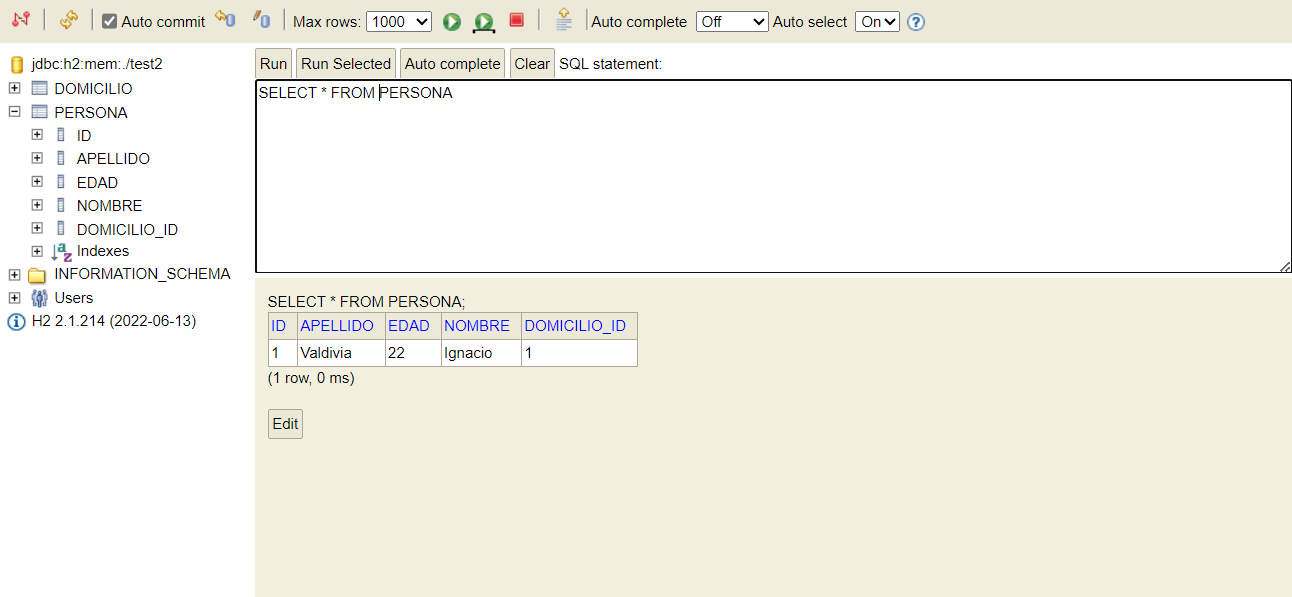 Auto commit Max rows: 1000 Auto complete Off Auto select On ?
jdbc:h2:mem:./test2
DOMICILIO
PERSONA
ID
APELLIDO
EDAD
NOMBRE
DOMICILIO_ID
Indexes
INFORMATION_SCHEMA
Users
H2 2.1.214 (2022-06-13)
Run Run Selected Auto complete Clear SQL statement:
SELECT * FROM PERSONA
SELECT * FROM PERSONA;
ID APELLIDO EDAD NOMBRE DOMICILIO_ID
1 Valdivia 22 Ignacio 1
(1 row, 0 ms)
Edit